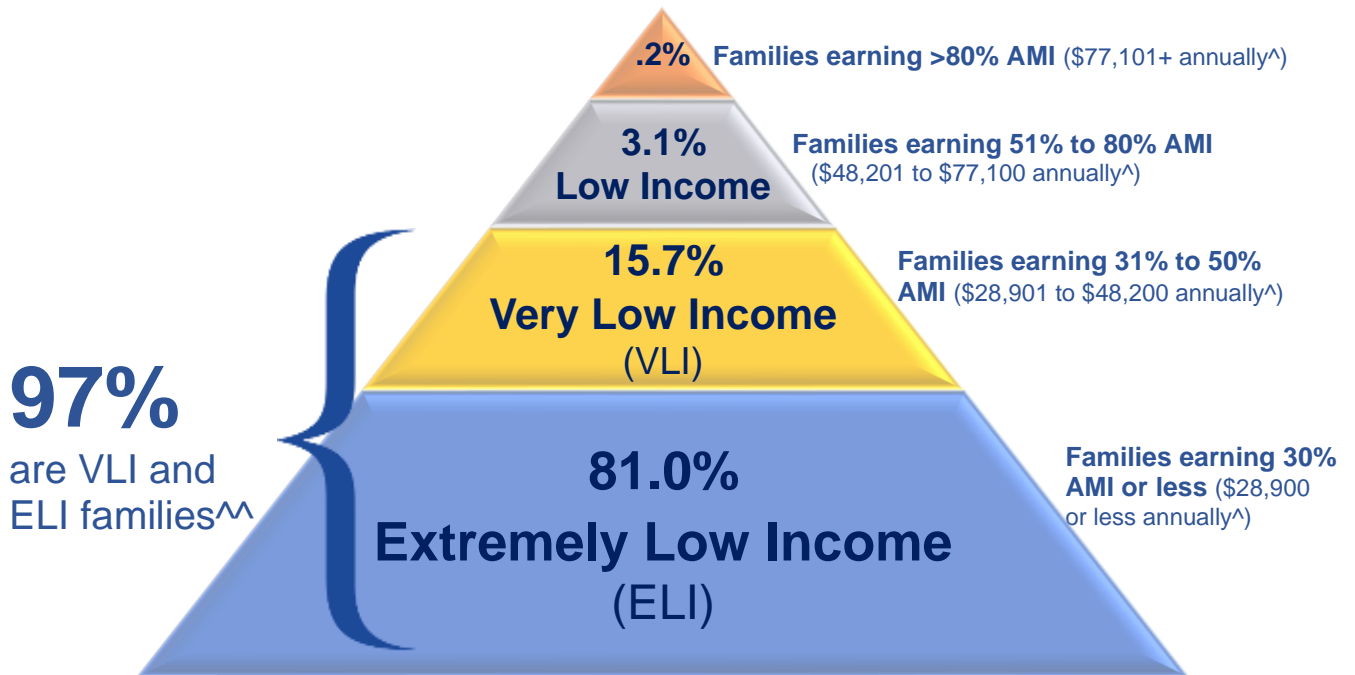 .2%
Families earning >80% AMI ($77,101+ annually^)
3.1%
Low Income
Families earning 51% to 80% AMI
($48,201 to $77,100 annually^)
15.7%
Very Low Income
(VLI)
Families earning 31% to 50%
AMI ($28,901 to $48,200 annually^)
97%
are VLI and
ELI families^^
81.0%
Extremely Low Income
(ELI)
Families earning 30%
AMI or less ($28,900
or less annually^)